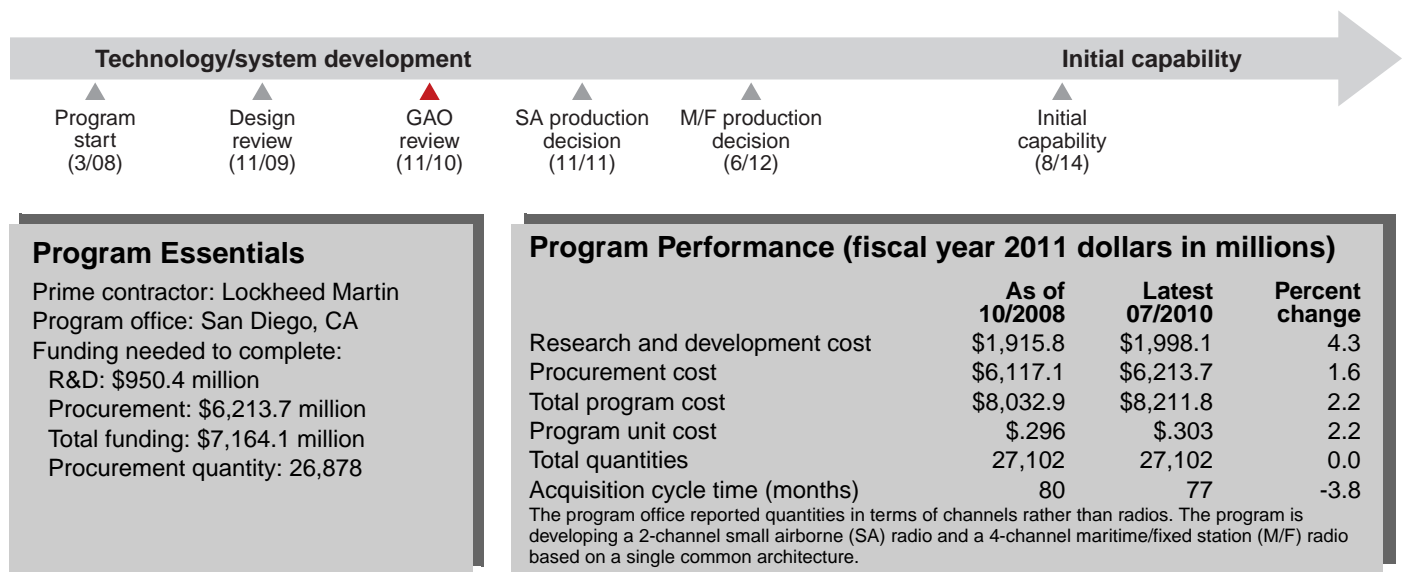 Technology/system development
Initial capability
Program start (3/08)
Design review (11/09)
GAO review (11/10)
SA production decision (11/11)
M/F production decision (6/12)
Initial capability (8/14)
Program Essentials
Prime contractor: Lockheed Martin
Program office: San Diego, CA
Funding needed to complete:
R&D: $950.4 million
Procurement: $6,213.7 million
Total funding: $7,164.1 million
Procurement quantity: 26,878
Program Performance (fiscal year 2011 dollars in millions)
As of 10/2008 Latest 07/2010 Percent change
Research and development cost $1,915.8 $1,998.1 4.3
Procurement cost $6,117.1 $6,213.7 1.6
Total program cost $8,032.9 $8,211.8 2.2
Program unit cost $.296 $.303 2.2
Total quantities 27,102 27,102 0.0
Acquisition cycle time (months) 80 77 -3.8
The program office reported quantities in terms of channels rather than radios. The program is
developing a 2-channel small airborne (SA) radio and a 4-channel maritime/fixed station (M/F) radio
based on a single common architecture.